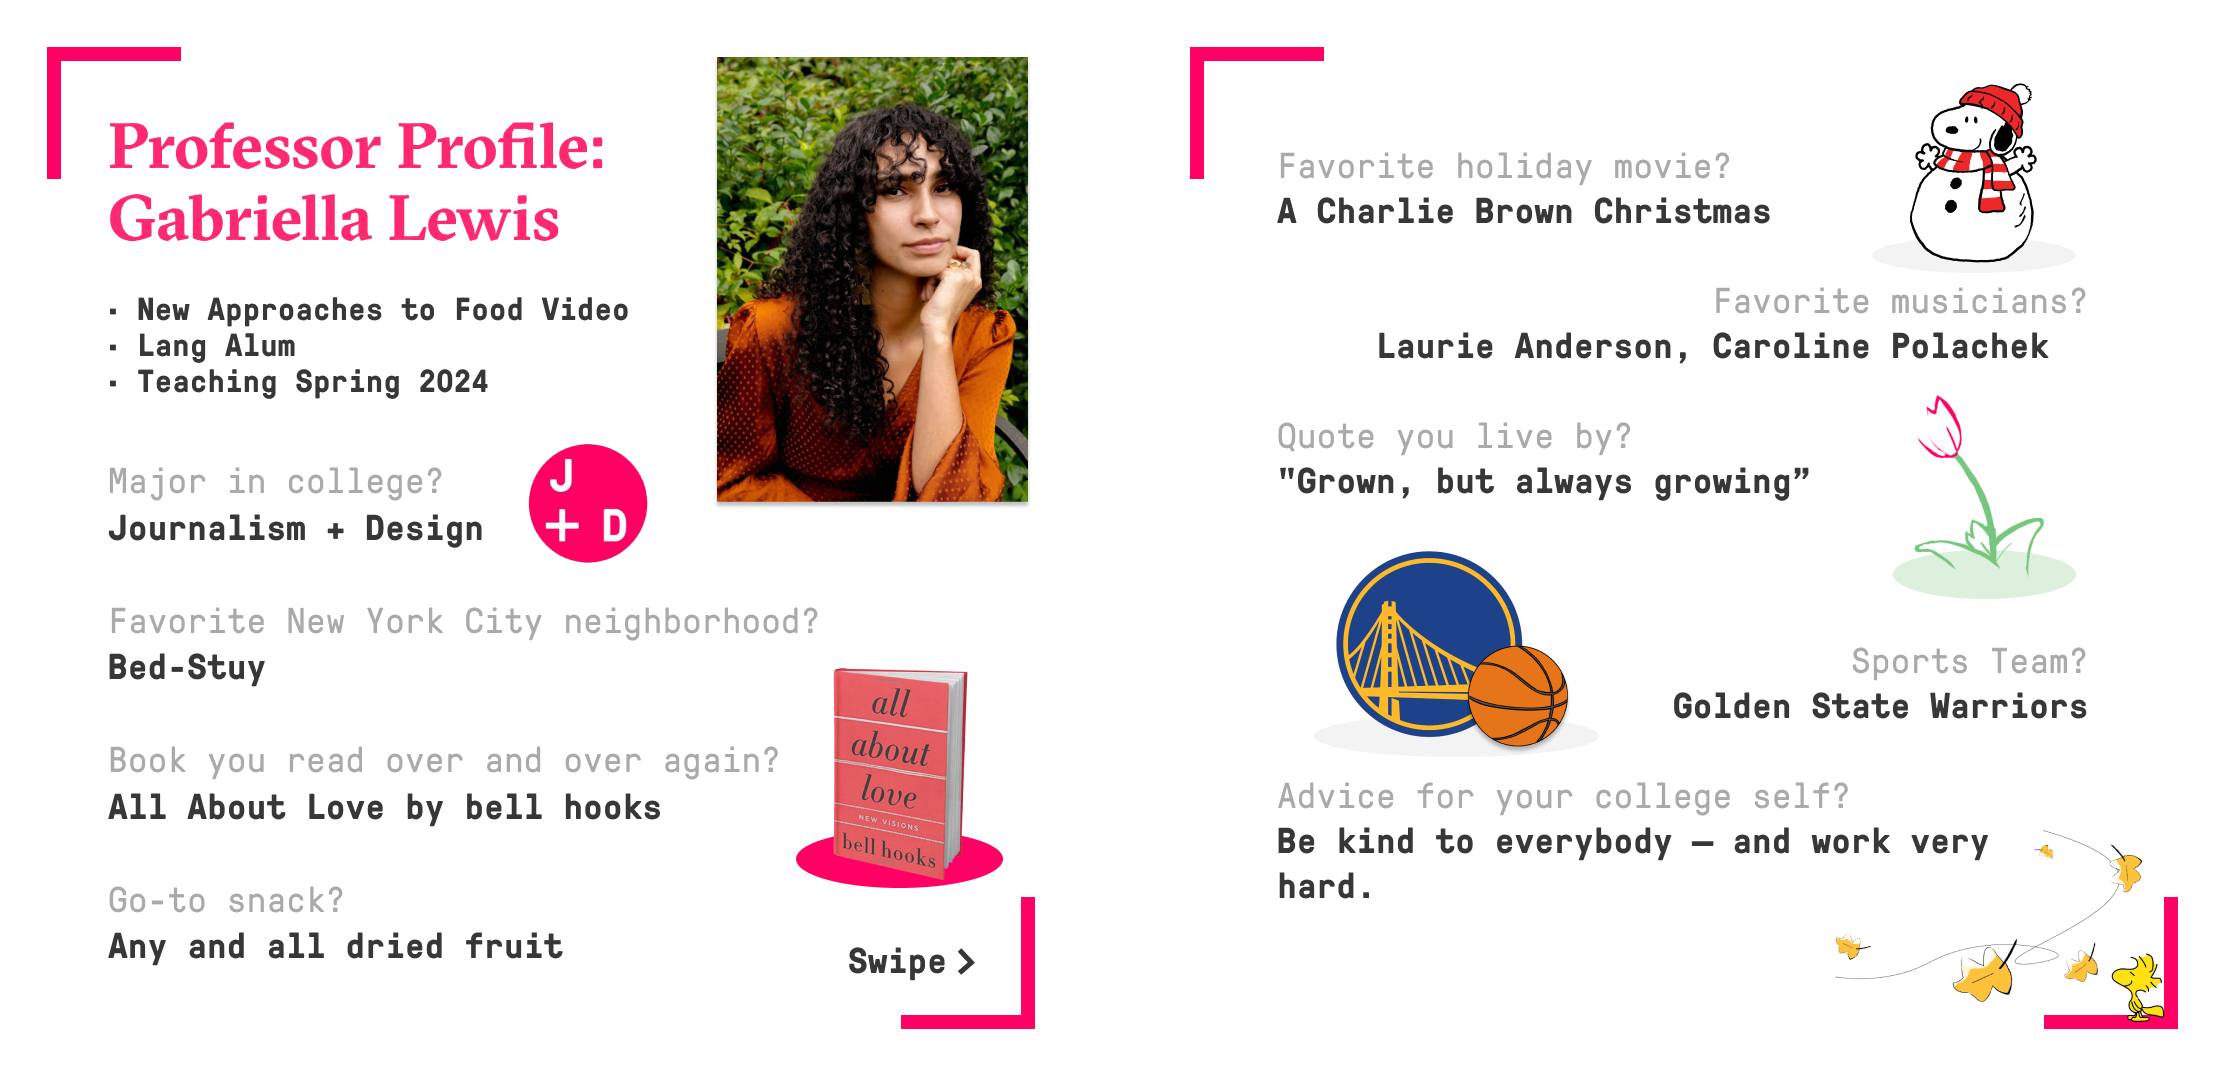 Professor Profile:
Gabriella Lewis
· New Approaches to Food Video
· Lang Alum
· Teaching Spring 2024
Major in college?
Journalism + Design
J
+ D
Favorite New York City neighborhood?
Bed-Stuy
Book you read over and over again?
All About Love by bell hooks
all
about
love
NEW VISIONS
bell hooks
Go-to snack?
Any and all dried fruit
Swipe >
Favorite holiday movie?
A Charlie Brown Christmas
Favorite musicians?
Laurie Anderson, Caroline Polachek
Quote you live by?
"Grown, but always growing”
Sports Team?
Golden State Warriors
Advice for your college self?
Be kind to everybody — and work very
hard.